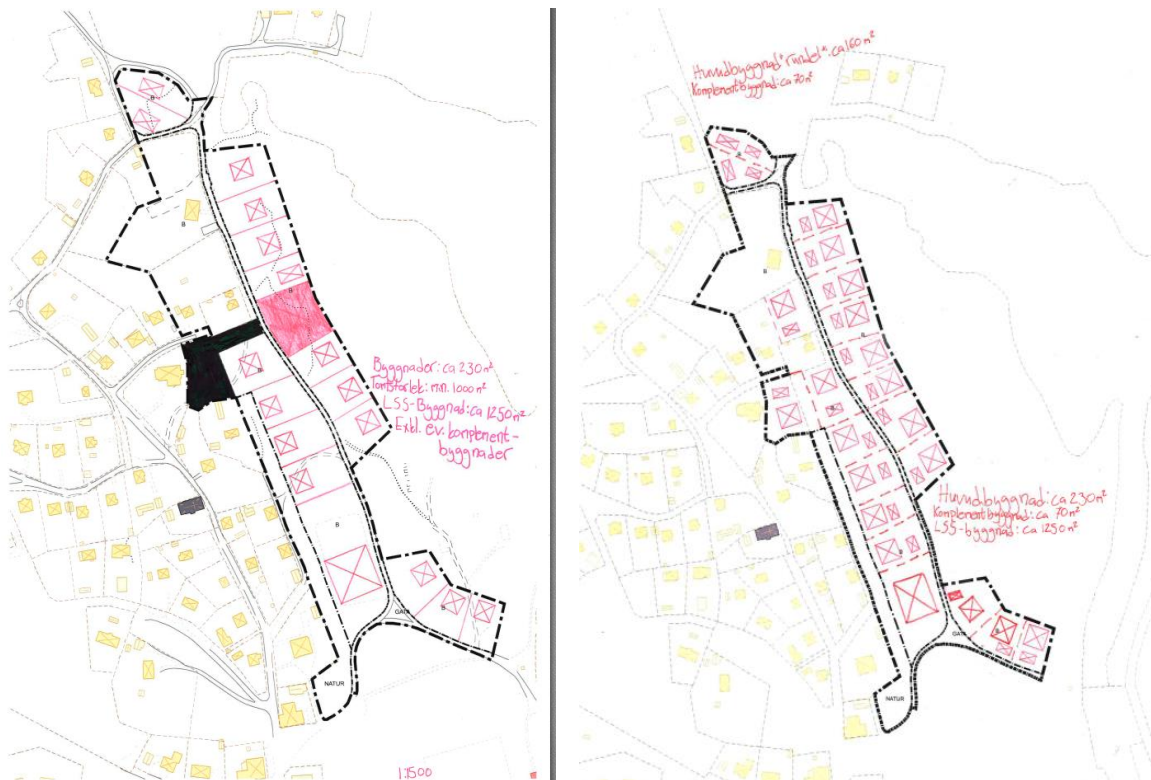 B
B
B
B
B
Byggnader: ca 230 m²
Tomtstorlek: min. 1000 m²
LSS-Byggnad: ca 1250 m²
Exkl. ev. komplement-
byggnader
B
GATA
NATUR
1:1500
Huvudbyggnad "rundel": ca 160 m²
Komplementbyggnad: ca 70 m²
B
B
B
B
Huvudbyggnad: ca 230 m²
Komplementbyggnad: ca 70 m²
LSS-byggnad: ca 1250 m²
B
B
GATA
NATUR